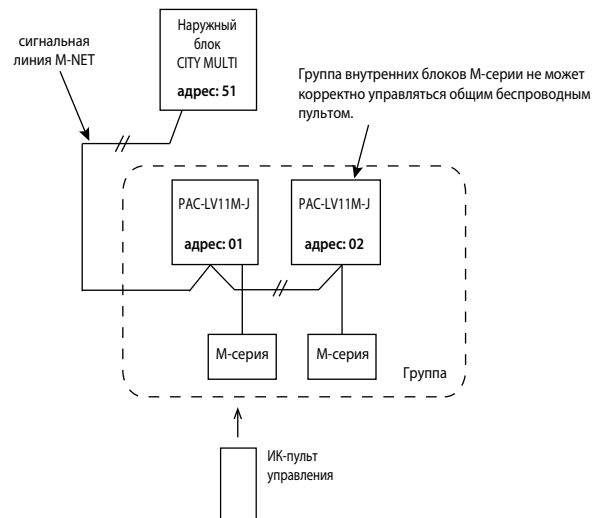 сигнальная
линия M-NET
Наружный
блок
CITY MULTI
адрес: 51
Группа внутренних блоков М-серии не может
корректно управляться общим беспроводным
пультом.
PAC-LV11M-J
адрес: 01
PAC-LV11M-J
адрес: 02
М-серия
М-серия
Группа
ИК-пульт
управления